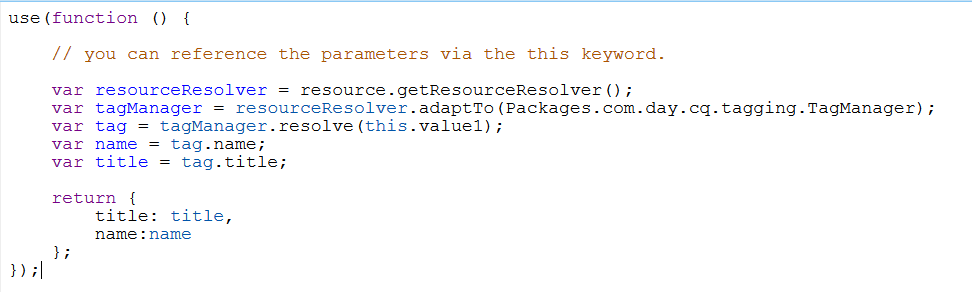 use(function () {
// you can reference the parameters via the this keyword.
var resourceResolver = resource.getResourceResolver();
var tagManager = resourceResolver.adaptTo(Packages.com.day.cq.tagging.TagManager);
var tag = tagManager.resolve(this.value1);
var name = tag.name;
var title = tag.title;
return {
title: title,
name:name
};
});